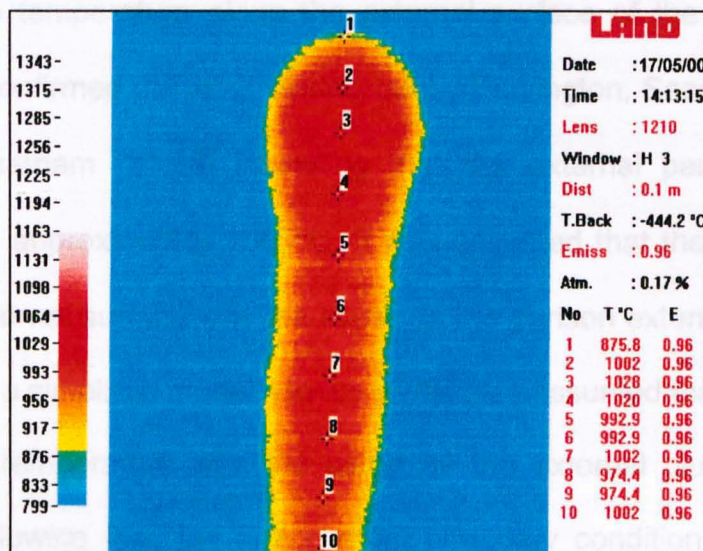 LAND
Date :17/05/00
Time :14:13:15
Lens :1210
Window :H 3
Dist :0.1 m
T.Back :-444.2 °C
Emiss :0.96
Atm. :0.17 %
No T °C E
1 875.8 0.96
2 1002 0.96
3 1028 0.96
4 1020 0.96
5 992.9 0.96
6 992.9 0.96
7 1002 0.96
8 974.4 0.96
9 974.4 0.96
10 1002 0.96
1343
1315
1285
1256
1225
1194
1163
1131
1098
1064
1029
993
956
917
876
833
799
1
2
3
4
5
6
7
8
9
10